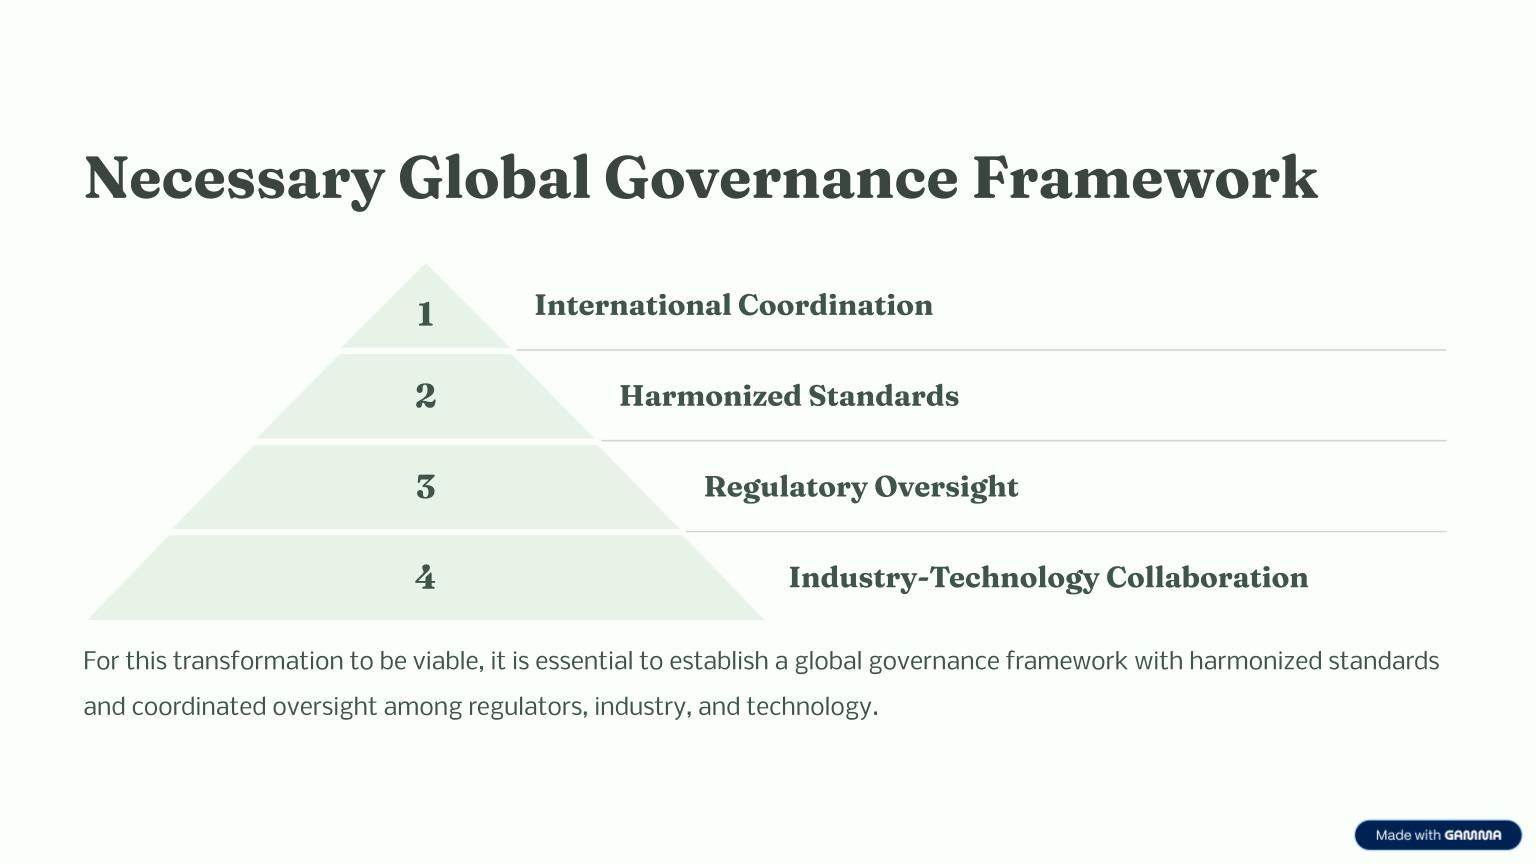 Necessary Global Governance Framework
1
International Coordination
2
Harmonized Standards
3
Regulatory Oversight
4
Industry-Technology Collaboration
For this transformation to be viable, it is essential to establish a global governance framework with harmonized standards
and coordinated oversight among regulators, industry, and technology.
Made with GAMMA